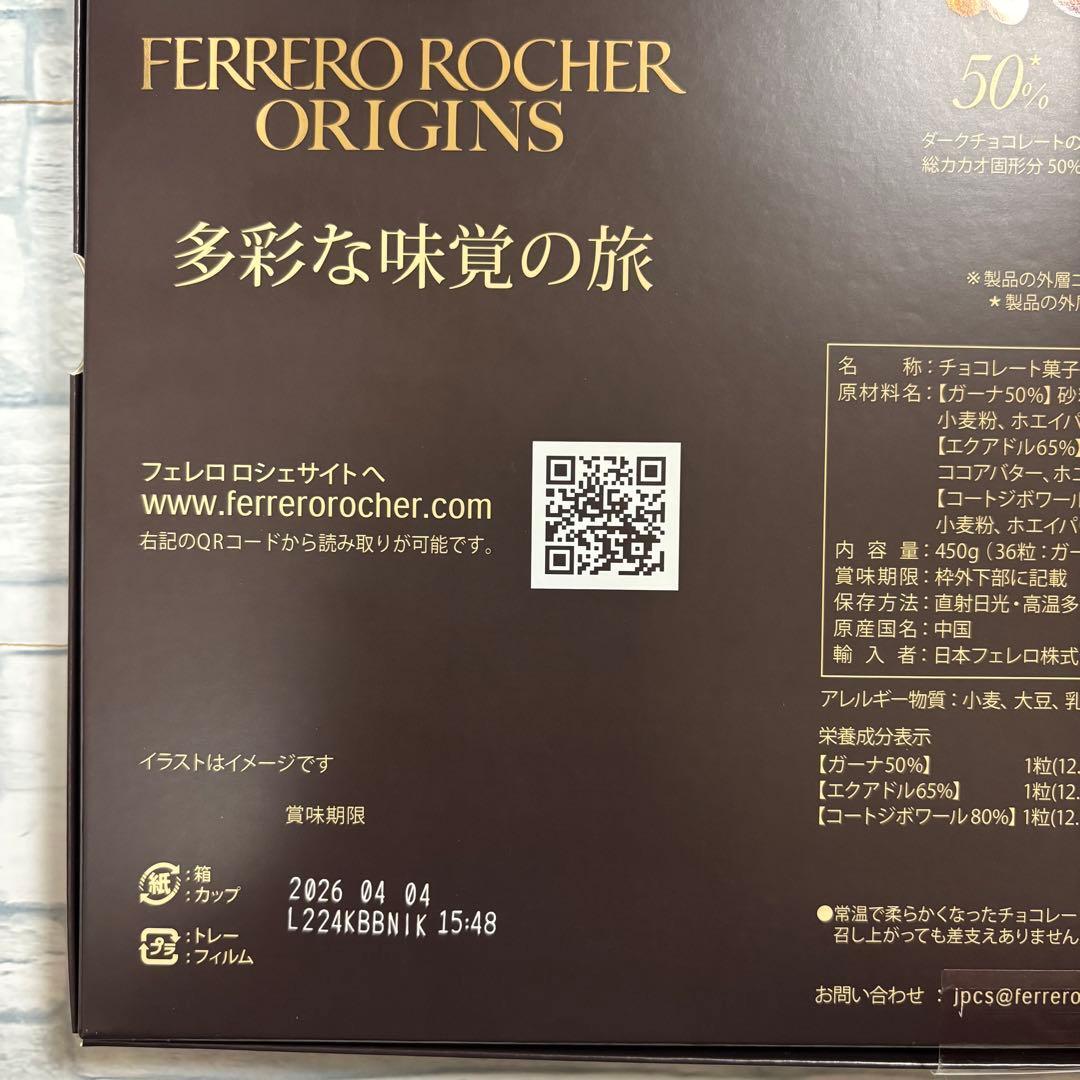 FERRERO ROCHER
ORIGINS
多彩な味覚の旅
フェレロ ロシェサイトへ
www.ferrerorocher.com
右記のQRコードから読み取りが可能です。
イラストはイメージです
賞味期限
2026 04 04
L224KBBNIK 15:48
紙 :箱
:カップ
プラ :トレー
:フィルム
50%*
ダークチョコレートの
総カカオ固形分 50%
※製品の外層
*製品の外
名 称:チョコレート菓子
原材料名:【ガーナ50%】砂
小麦粉、ホエイパ
【エクアドル65%】
ココアバター、ホエ
【コートジボワール
小麦粉、ホエイパ
内 容 量:450g(36粒:ガー
賞味期限:枠外下部に記載
保存方法:直射日光・高温多
原産国名:中国
輸 入 者:日本フェレロ株式
アレルギー物質:小麦、大豆、乳
栄養成分表示
【ガーナ50%】 1粒(12.
【エクアドル65%】 1粒(12.
【コートジボワール80%】1粒(12.
●常温で柔らかくなったチョコレー
召し上がっても差支えありません
お問い合わせ : jpcs@ferrero